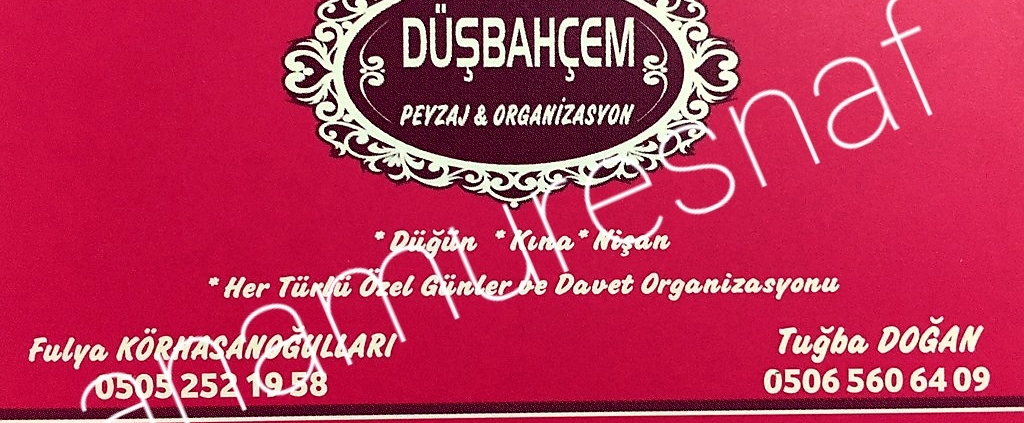 DÜŞBAHÇEM
PEYZAJ & ORGANİZASYON
* Düğün * Kına * Nişan
* Her Türlü Özel Günler ve Davet Organizasyonu
Fulya KÖRHASANOĞULLARI
0505 252 19 58
Tuğba DOĞAN
0506 560 64 09
anamuresnaf